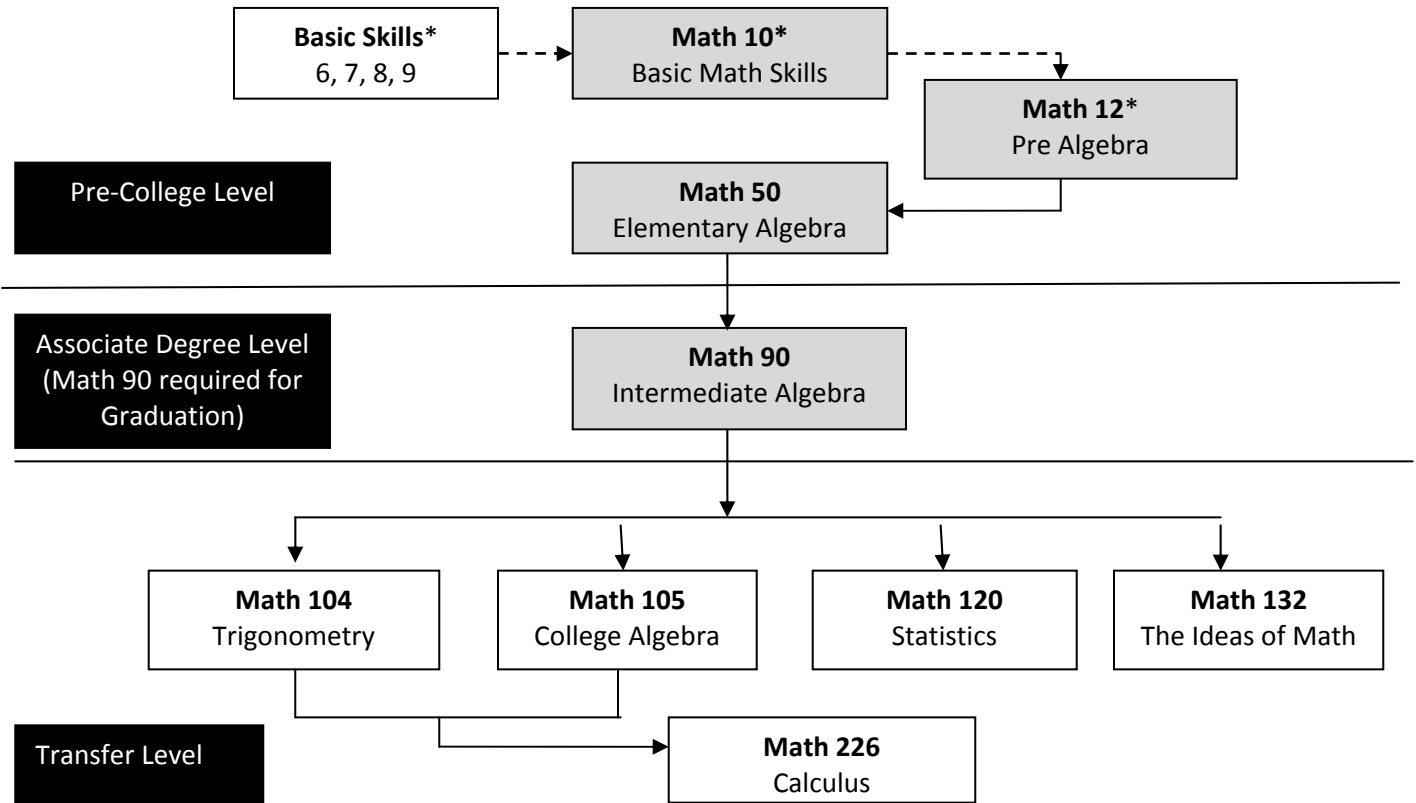 Basic Skills*
6, 7, 8, 9
Math 10*
Basic Math Skills
Math 12*
Pre Algebra
Pre-College Level
Math 50
Elementary Algebra
Associate Degree Level
(Math 90 required for
Graduation)
Math 90
Intermediate Algebra
Math 104
Trigonometry
Math 105
College Algebra
Math 120
Statistics
Math 132
The Ideas of Math
Transfer Level
Math 226
Calculus